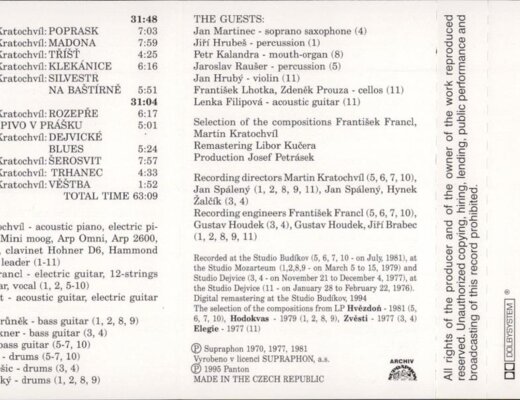 31:48
Kratochvíl: POPRASK 7:03
Kratochvíl: MADONA 7:59
Kratochvíl: TŘÍŠŤ 4:25
Kratochvíl: KLEKÁNICE 6:16
Kratochvíl: SILVESTR
NA BAŠTÍRNĚ 5:51
31:04
Kratochvíl: ROZEPŘE 6:17
PIVO V PRÁŠKU 5:01
Kratochvíl: DEJVICKÉ
BLUES 5:24
Kratochvíl: ŠEROSVIT 7:57
Kratochvíl: TRHANEC 4:33
Kratochvíl: VĚŠTBA 1:52
TOTAL TIME 63:09
ochvíl - acoustic piano, electric pi-
Mini moog, Arp Omni, Arp 2600,
, clavinet Hohner D6, Hammond
leader (1-11)
rancl - electric guitar, 12-strings
ar, vocal (1, 2, 5-10)
t - acoustic guitar, electric guitar
růněk - bass guitar (1, 2, 8, 9)
kner - bass guitar (3, 4)
bass guitar (5-7, 10)
- drums (5-7, 10)
šic - drums (3, 4)
ký - drums (1, 2, 8, 9)
THE GUESTS:
Jan Martinec - soprano saxophone (4)
Jiří Hrubeš - percussion (1)
Petr Kalandra - mouth-organ (8)
Jaroslav Raušer - percussion (5)
Jan Hrubý - violin (11)
František Lhotka, Zdeněk Prouza - cellos (11)
Lenka Filipová - acoustic guitar (11)
Selection of the compositions František Francl,
Martin Kratochvíl
Remastering Libor Kučera
Production Josef Petrásek
Recording directors Martin Kratochvíl (5, 6, 7, 10),
Jan Spálený (1, 2, 8, 9, 11), Jan Spálený, Hynek
Žalčík (3, 4)
Recording engineers František Francl (5, 6, 7, 10),
Gustav Houdek (3, 4), Gustav Houdek, Jiří Brabec
(1, 2, 8, 9, 11)
Recorded at the Studio Budíkov (5, 6, 7, 10 - on July, 1981), at
the Studio Mozarteum (1,2,8,9 - on March 5 to 15, 1979) and
Studio Dejvice (3, 4 - on November 21 to December 4, 1977), at
the Studio Dejvice (11 - on January 28 to February 22, 1976).
Digital remastering at the Studio Budíkov, 1994
The selection of the compositions from LP Hvězdoň - 1981 (5,
6, 7, 10), Hodokvas - 1979 (1, 2, 8, 9), Zvěsti - 1977 (3, 4)
Elegie - 1977 (11)
Ⓟ Supraphon 1970, 1977, 1981
Vyrobeno v licenci SUPRAPHON, a.s.
Ⓟ 1995 Panton
MADE IN THE CZECH REPUBLIC
ARCHIV
SUPRAPHON
All rights of the producer and of the owner of the work reproduced
reserved. Unauthorized copying, hiring, lending, public performance and
broadcasting of this record prohibited.
DOLBY SYSTEM ®